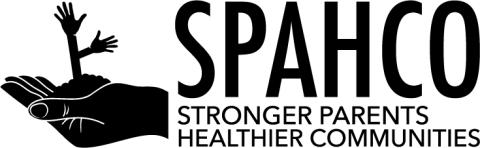 SPAHCO
STRONGER PARENTS
HEALTHIER COMMUNITIES